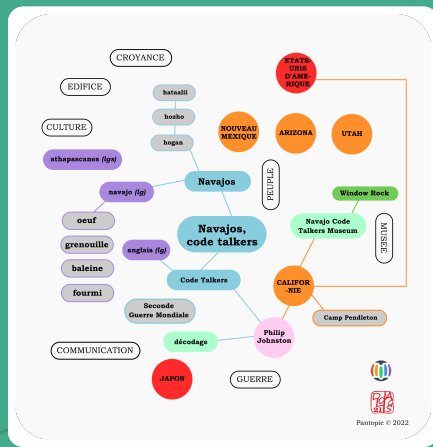 CROYANCE
ETATS-
UNIS
D'AME-
RIQUE
EDIFICE
hataalii
hozho
CULTURE
NOUVEAU
MEXIQUE
ARIZONA
UTAH
hogan
athapascanes (lgs)
PEUPLE
navajo (lg)
Navajos
Window Rock
oeuf
Navajo Code
Talkers Museum
MUSEE
Navajos,
code talkers
grenouille
anglais (lg)
baleine
Code Talkers
CALIFOR
-NIE
fourmi
Seconde
Guerre Mondiale
Camp Pendleton
Philip
Johnston
décodage
COMMUNICATION
JAPON
GUERRE
Pantopic © 2022